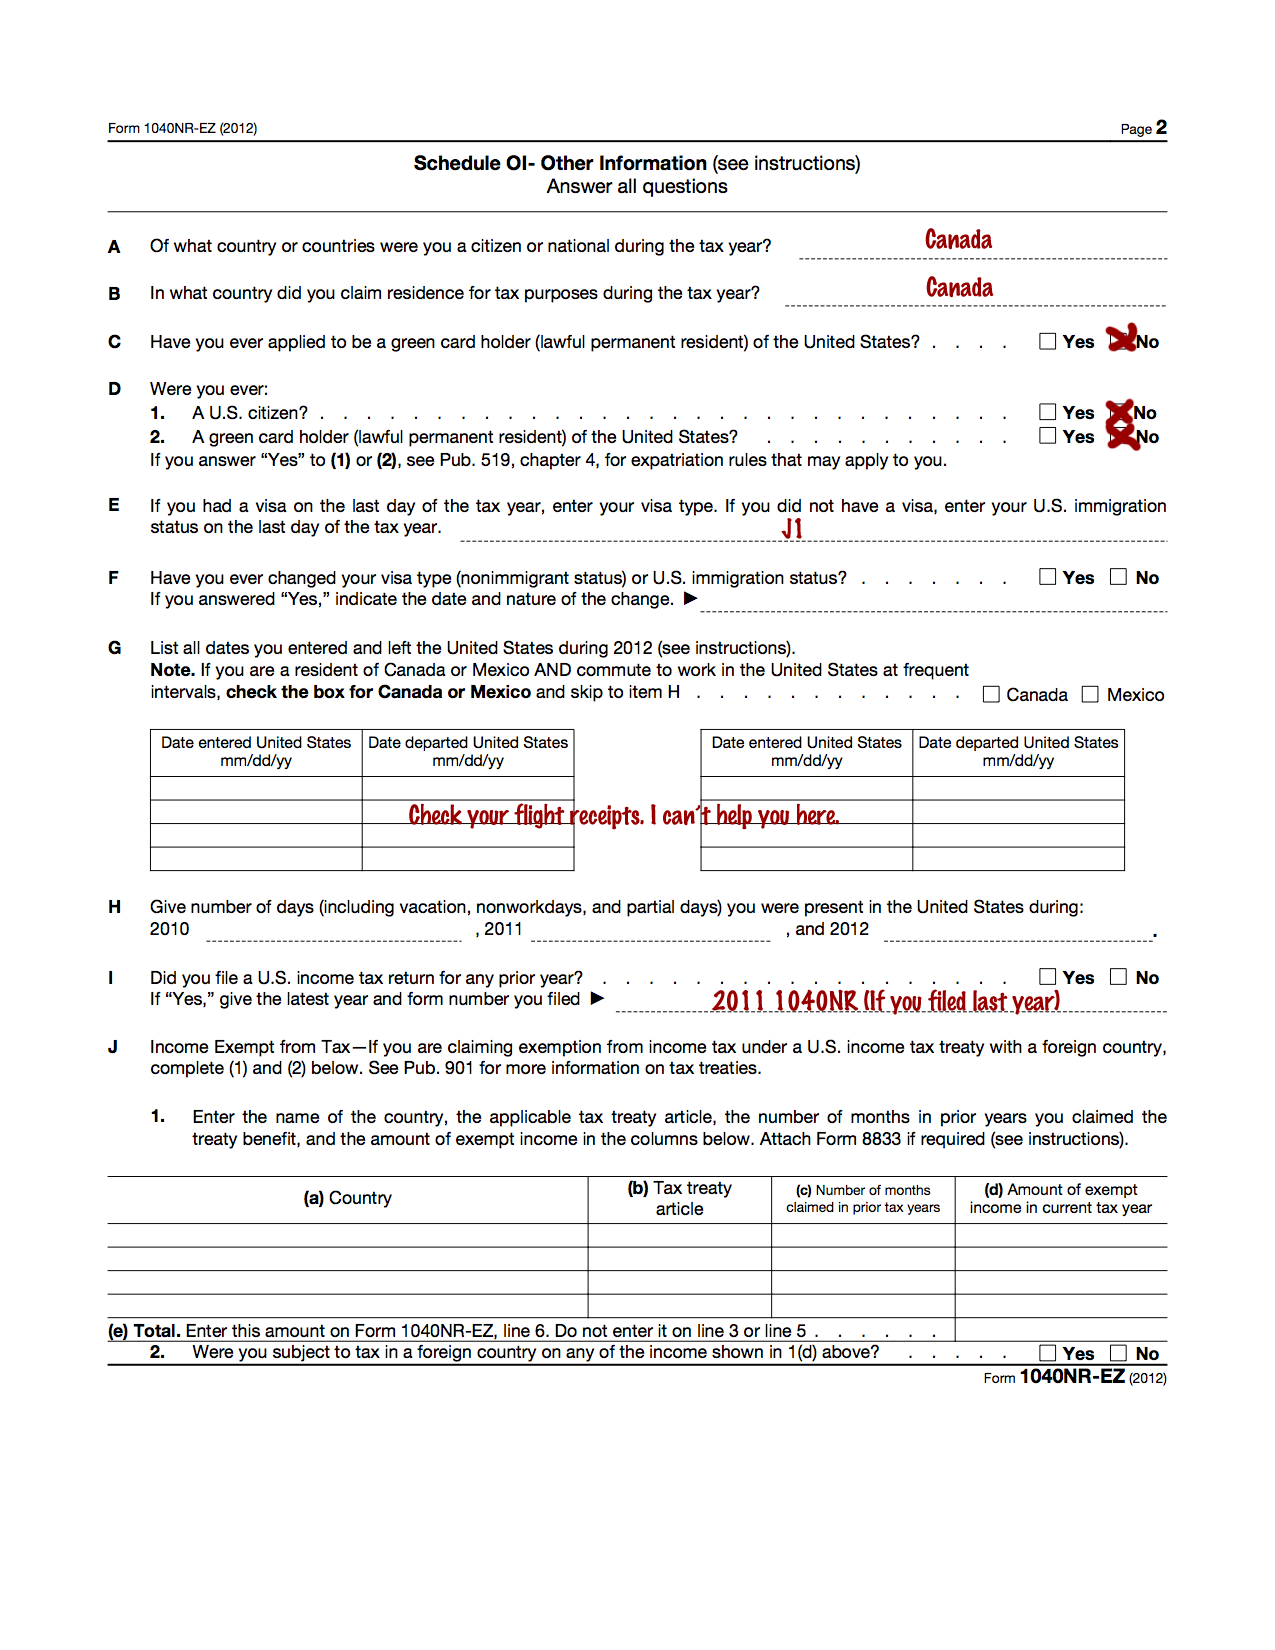 Form 1040NR-EZ (2012) Page 2
Schedule OI- Other Information (see instructions)
Answer all questions
A Of what country or countries were you a citizen or national during the tax year? Canada
B In what country did you claim residence for tax purposes during the tax year? Canada
C Have you ever applied to be a green card holder (lawful permanent resident) of the United States? . . . . Yes No
D Were you ever:
1. A U.S. citizen? . . . . . . . . . . . . . . . . . . . . . . . . . . . . . . Yes No
2. A green card holder (lawful permanent resident) of the United States? . . . . . . . . . . . Yes No
If you answer “Yes” to (1) or (2), see Pub. 519, chapter 4, for expatriation rules that may apply to you.
E If you had a visa on the last day of the tax year, enter your visa type. If you did not have a visa, enter your U.S. immigration
status on the last day of the tax year. J1
F Have you ever changed your visa type (nonimmigrant status) or U.S. immigration status? . . . . . . . Yes No
If you answered “Yes,” indicate the date and nature of the change. ▶
G List all dates you entered and left the United States during 2012 (see instructions).
Note. If you are a resident of Canada or Mexico AND commute to work in the United States at frequent
intervals, check the box for Canada or Mexico and skip to item H . . . . . . . . . . . . Canada Mexico
Date entered United States Date departed United States Date entered United States Date departed United States
mm/dd/yy mm/dd/yy mm/dd/yy mm/dd/yy
Check your flight receipts. I can't help you here.
H Give number of days (including vacation, nonworkdays, and partial days) you were present in the United States during:
2010 , 2011 , and 2012 .
I Did you file a U.S. income tax return for any prior year? . . . . . . . . . . . . . . . . . . Yes No
If “Yes,” give the latest year and form number you filed ▶ 2011 1040NR (If you filed last year)
J Income Exempt from Tax—If you are claiming exemption from income tax under a U.S. income tax treaty with a foreign country,
complete (1) and (2) below. See Pub. 901 for more information on tax treaties.
1. Enter the name of the country, the applicable tax treaty article, the number of months in prior years you claimed the
treaty benefit, and the amount of exempt income in the columns below. Attach Form 8833 if required (see instructions).
(a) Country (b) Tax treaty (c) Number of months (d) Amount of exempt
article claimed in prior tax years income in current tax year
(e) Total. Enter this amount on Form 1040NR-EZ, line 6. Do not enter it on line 3 or line 5 . . . . . .
2. Were you subject to tax in a foreign country on any of the income shown in 1(d) above? . . . . . Yes No
Form 1040NR-EZ (2012)